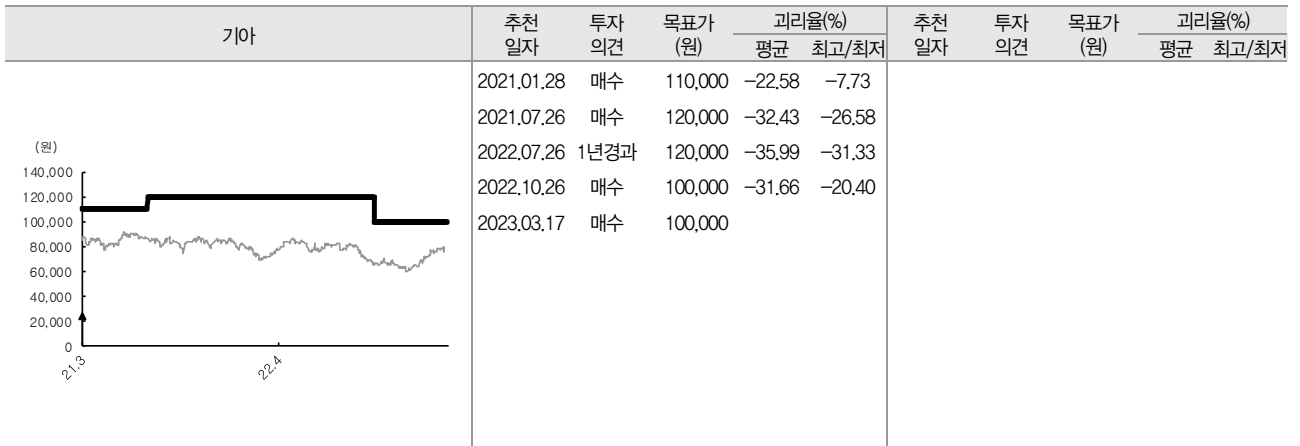 기아
추천 일자 투자 의견 목표가 (원) 괴리율(%) 평균 최고/최저 추천 일자 투자 의견 목표가 (원) 괴리율(%) 평균 최고/최저
2021.01.28 매수 110,000 -22.58 -7.73
2021.07.26 매수 120,000 -32.43 -26.58
2022.07.26 1년경과 120,000 -35.99 -31.33
2022.10.26 매수 100,000 -31.66 -20.40
2023.03.17 매수 100,000
(원)
140,000
120,000
100,000
80,000
60,000
40,000
20,000
0
21.3 22.4